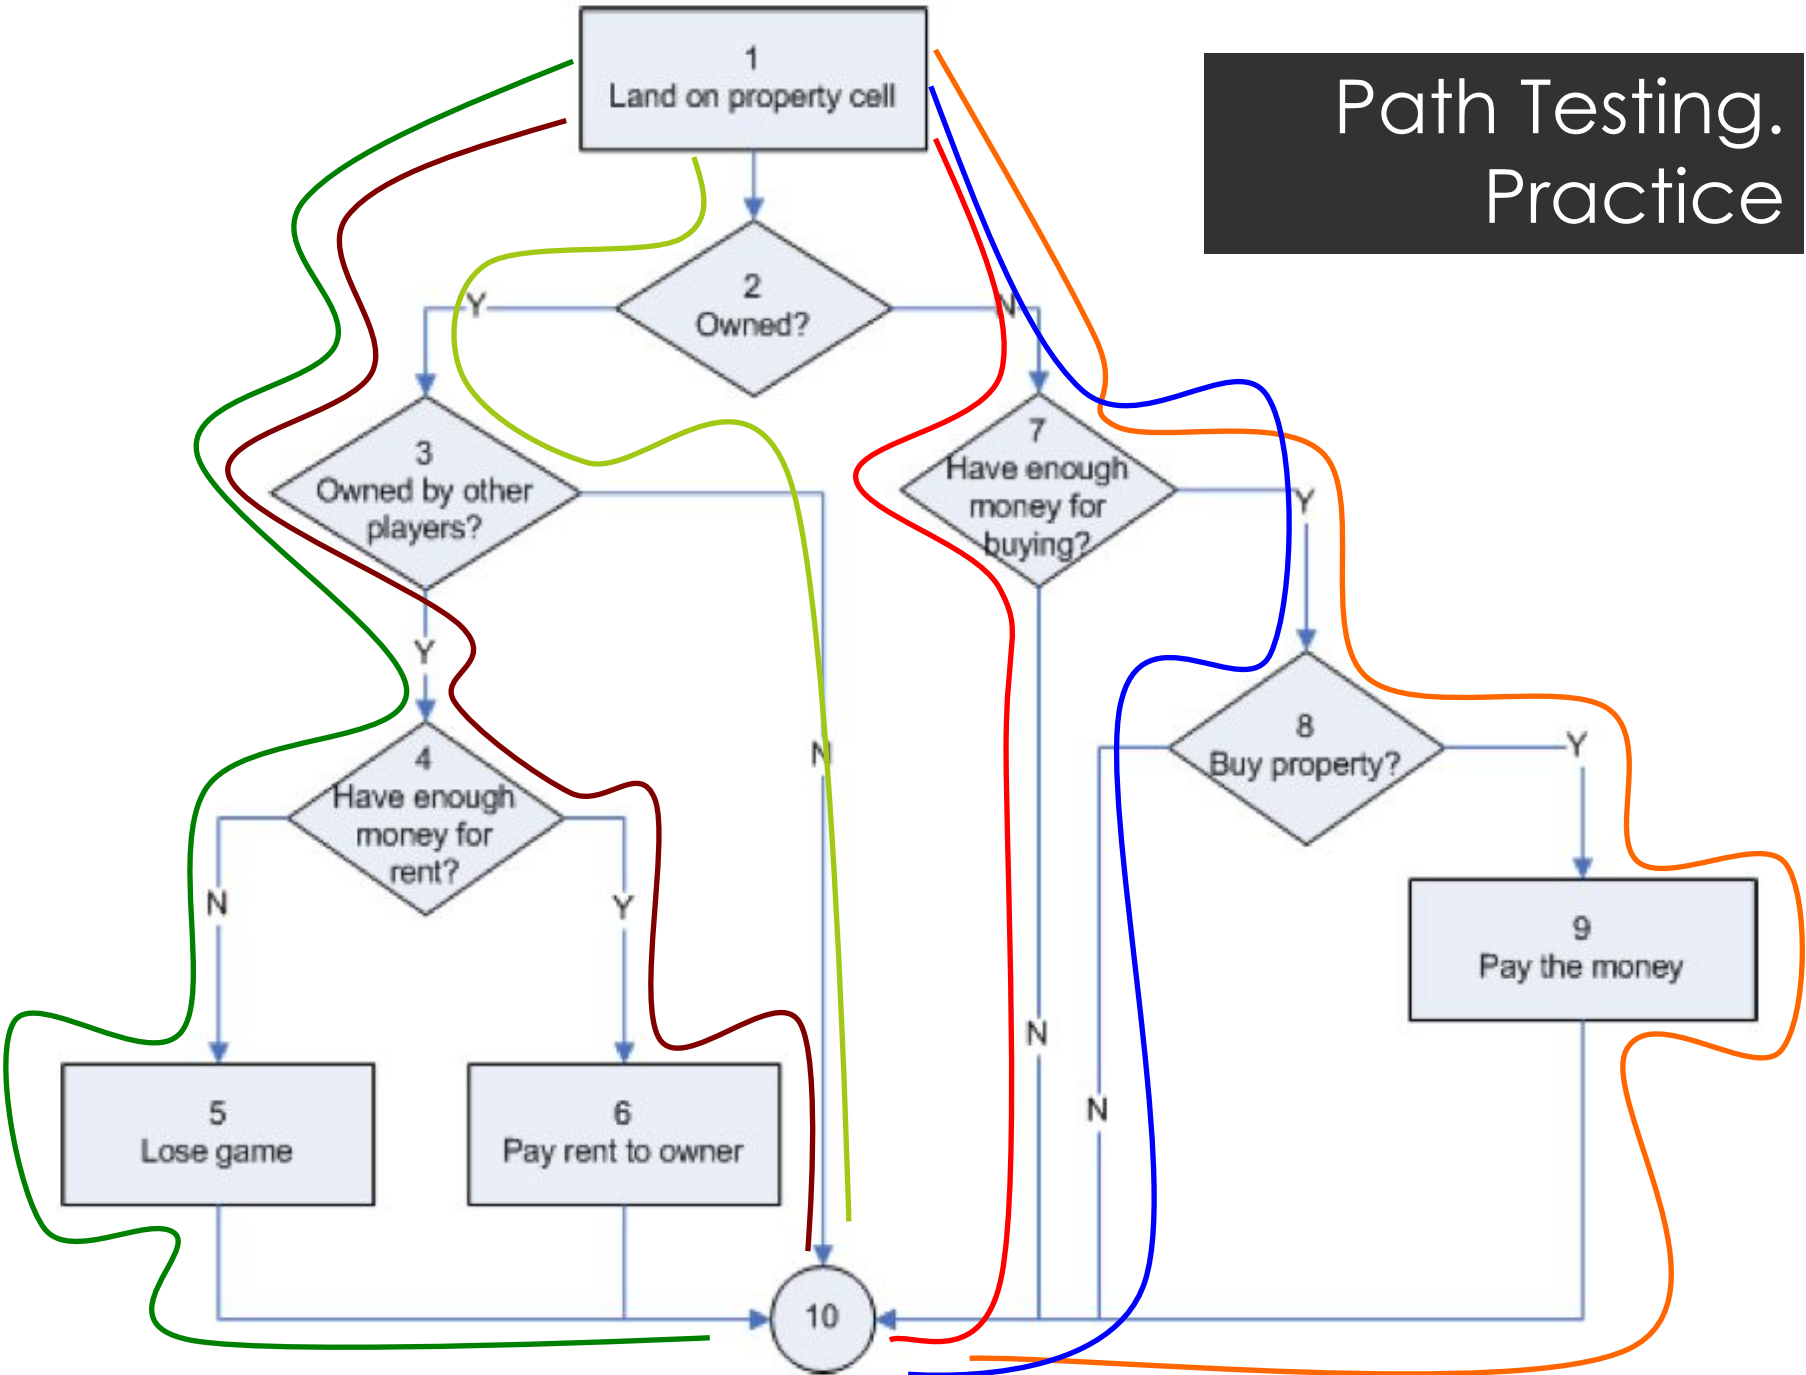 Path Testing.
Practice
1
Land on property cell
2
Owned?
Y
N
3
Owned by other
players?
7
Have enough
money for
buying?
Y
Y
4
Have enough
money for
rent?
N
8
Buy property?
Y
N
Y
9
Pay the money
N
N
5
Lose game
6
Pay rent to owner
10